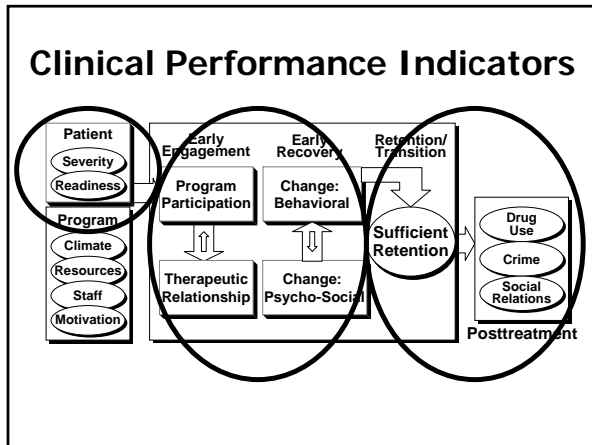 Clinical Performance Indicators
Patient
Severity
Readiness
Program
Climate
Resources
Staff
Motivation
Early
Engagement
Program
Participation
Therapeutic
Relationship
Early
Recovery
Change:
Behavioral
Change:
Psycho-Social
Retention/
Transition
Sufficient
Retention
Drug
Use
Crime
Social
Relations
Posttreatment